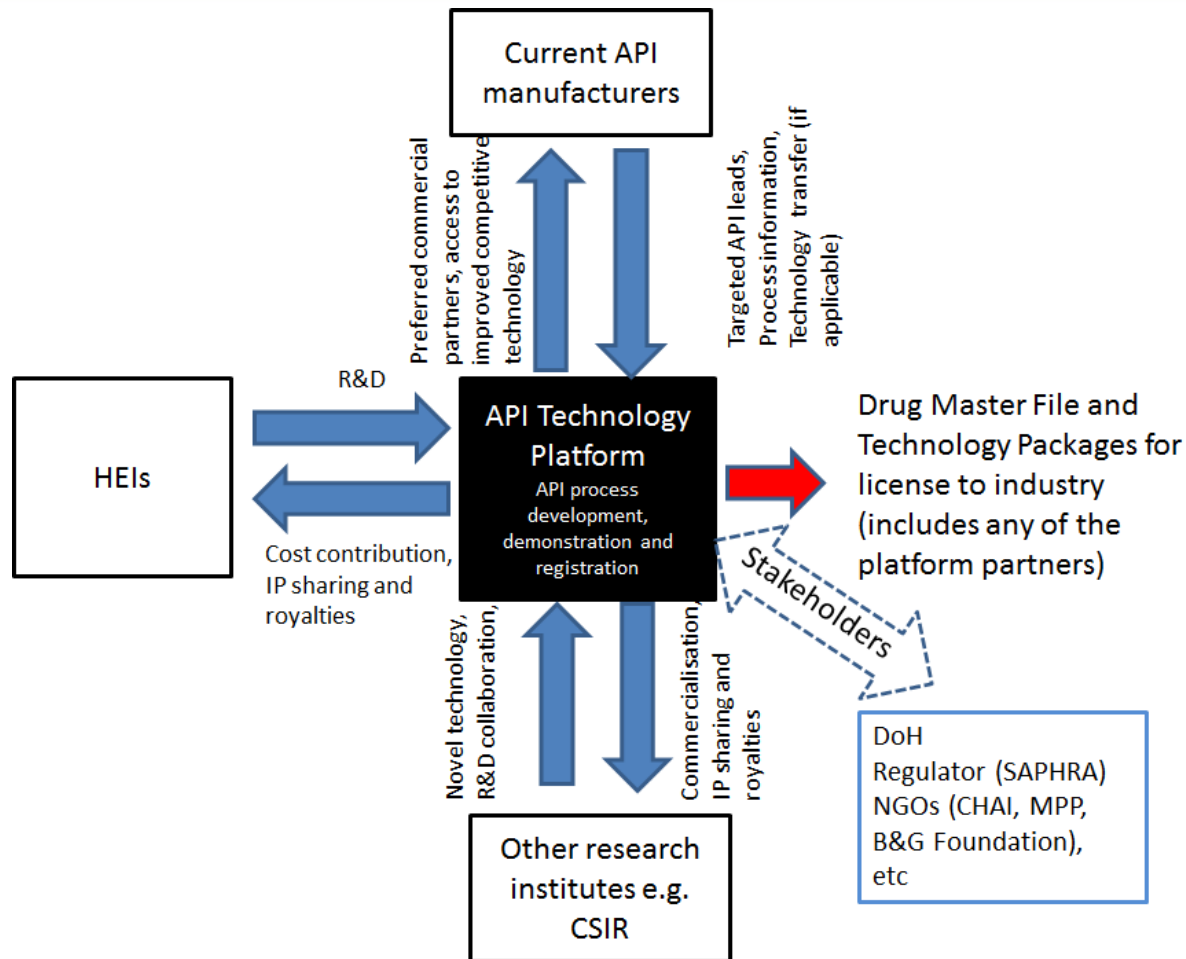 Current API
manufacturers
Preferred commercial
partners, access to
improved competitive
technology
Targeted API leads,
Process information,
Technology transfer (if
applicable)
HEIs
R&D
Cost contribution,
IP sharing and
royalties
API Technology
Platform
API process
development,
demonstration and
registration
Drug Master File and
Technology Packages for
license to industry
(includes any of the
platform partners)
Stakeholders
Novel technology,
R&D collaboration,
Commercialisation,
IP sharing and
royalties
DoH
Regulator (SAPHRA)
NGOs (CHAI, MPP,
B&G Foundation),
etc
Other research
institutes e.g.
CSIR